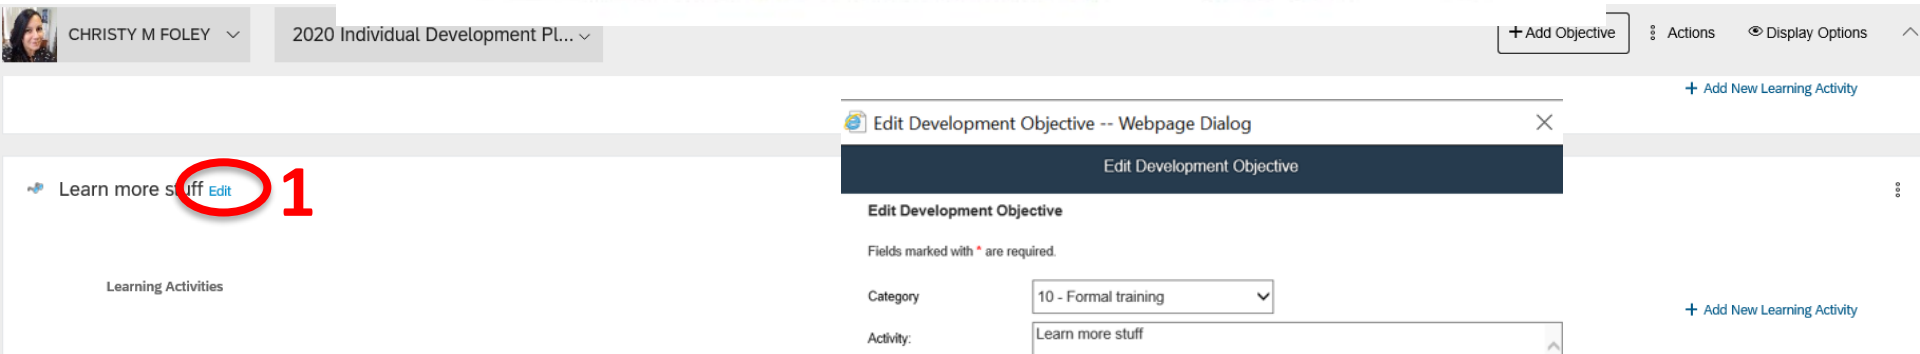 CHRISTY M FOLEY
2020 Individual Development Pl...
+ Add Objective
Actions
Display Options
+ Add New Learning Activity
Edit Development Objective -- Webpage Dialog
Edit Development Objective
Learn more stuff Edit
1
Edit Development Objective
Fields marked with * are required.
Learning Activities
Category
10 - Formal training
+ Add New Learning Activity
Activity:
Learn more stuff